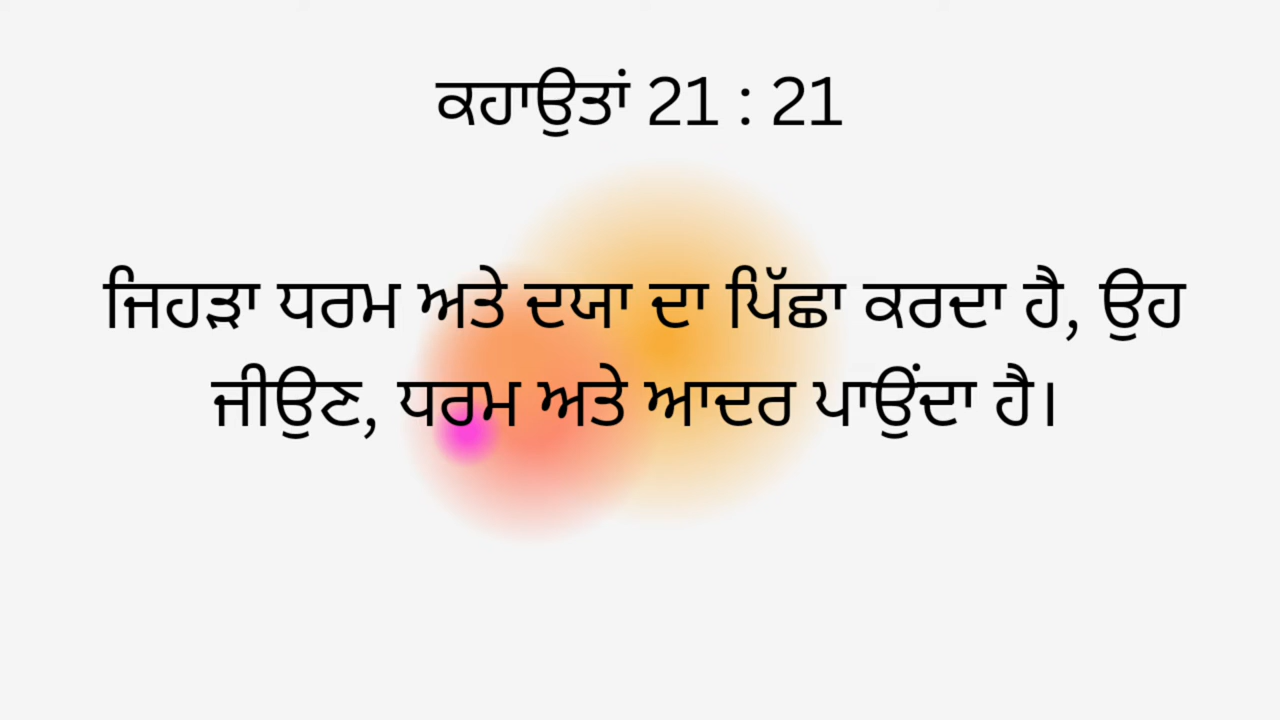 ਕਹਾਉਤਾਂ 21 : 21
ਜਿਹੜਾ ਧਰਮ ਅਤੇ ਦਯਾ ਦਾ ਪਿੱਛਾ ਕਰਦਾ ਹੈ, ਉਹ
ਜੀਉਣ, ਧਰਮ ਅਤੇ ਆਦਰ ਪਾਉਂਦਾ ਹੈ।